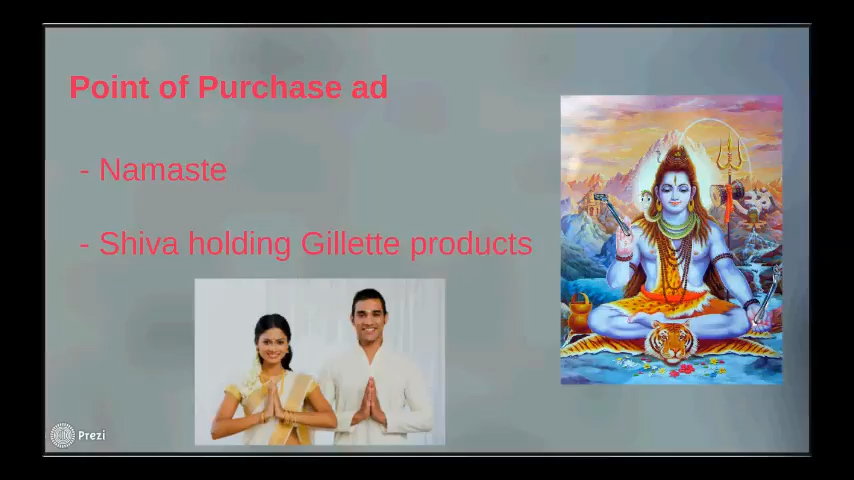 Point of Purchase ad
- Namaste
- Shiva holding Gillette products
Prezi